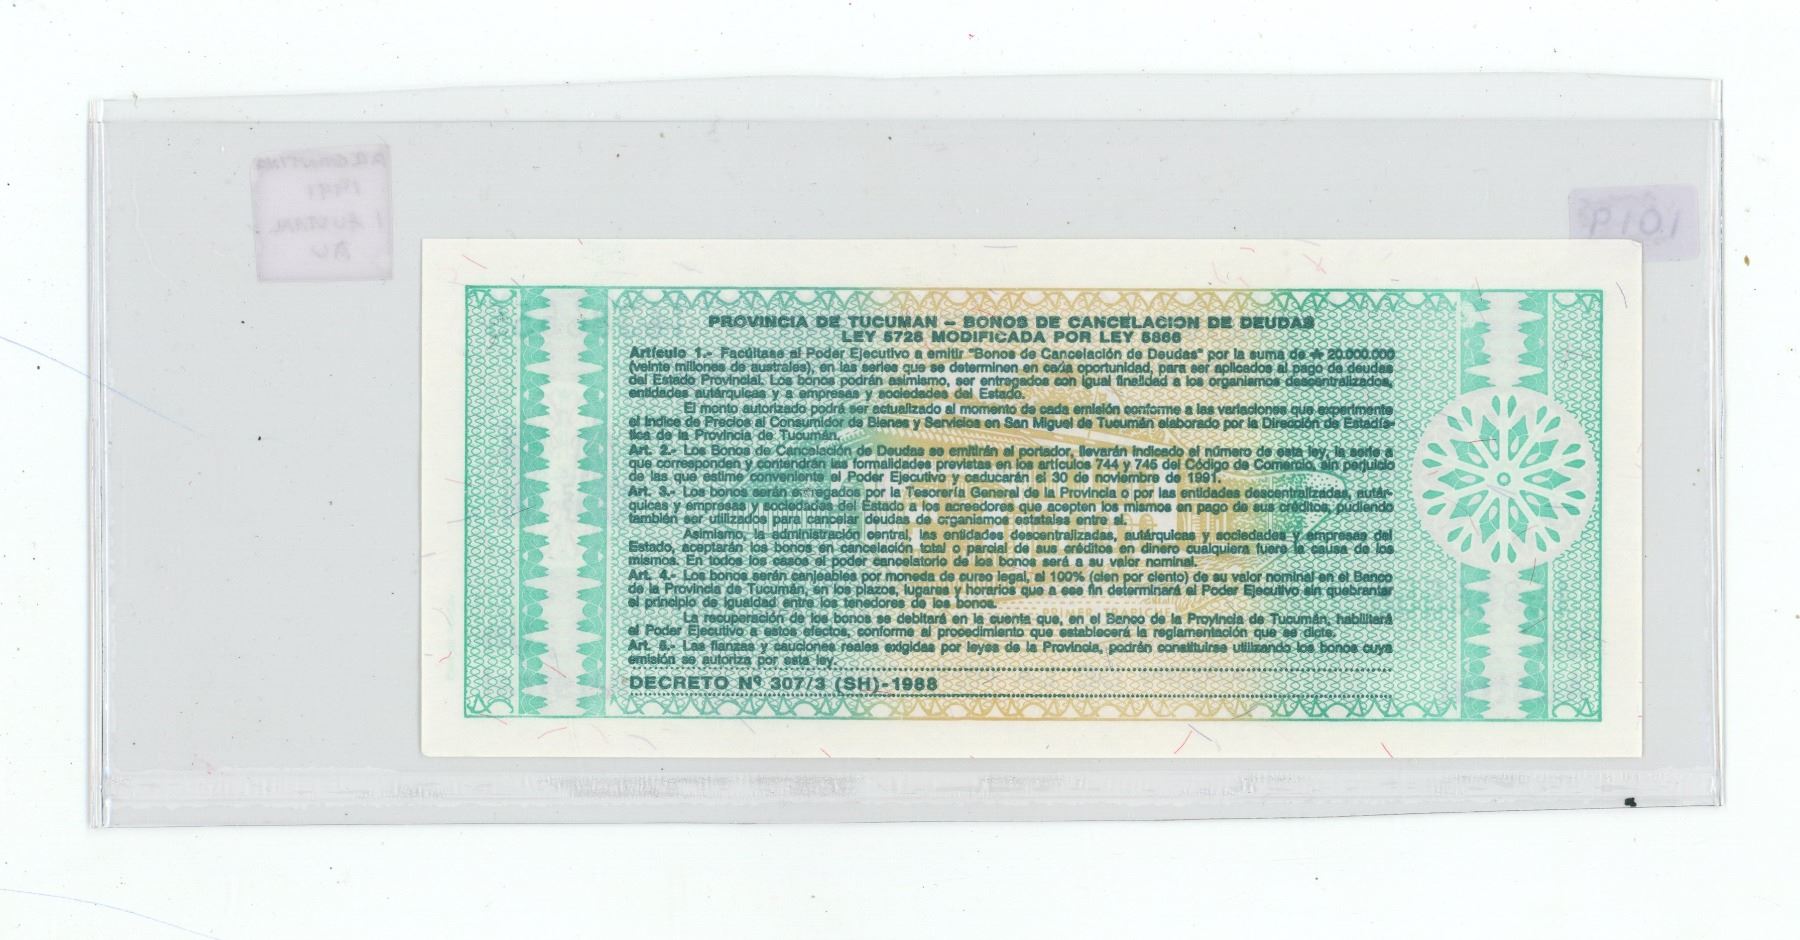 ARGENTINA
1991
1 AUSTRAL
AU
P101
PROVINCIA DE TUCUMAN – BONOS DE CANCELACION DE DEUDAS
LEY 5728 MODIFICADA POR LEY 5866
Artículo 1.- Facúltase al Poder Ejecutivo a emitir "Bonos de Cancelación de Deudas" por la suma de ₳ 20.000.000
(veinte millones de australes), en las series que se determinen en cada oportunidad, para ser aplicados al pago de deudas
del Estado Provincial. Los bonos podrán asimismo, ser entregados con igual finalidad a los organismos descentralizados,
entidades autárquicas y a empresas y sociedades del Estado.
El monto autorizado podrá ser actualizado al momento de cada emisión conforme a las variaciones que experimente
el Indice de Precios al Consumidor de Bienes y Servicios en San Miguel de Tucumán elaborado por la Dirección de Estadís-
tica de la Provincia de Tucumán.
Art. 2.- Los Bonos de Cancelación de Deudas se emitirán al portador, llevarán indicado el número de esta ley, la serie a
que corresponden y contendrán las formalidades previstas en los artículos 744 y 745 del Código de Comercio, sin perjuicio
de las que estime conveniente el Poder Ejecutivo y caducarán el 30 de noviembre de 1991.
Art. 3.- Los bonos serán entregados por la Tesorería General de la Provincia o por las entidades descentralizadas, autár-
quicas y empresas y sociedades del Estado a los acreedores que acepten los mismos en pago de sus créditos, pudiendo
también ser utilizados para cancelar deudas de organismos estatales entre sí.
Asimismo, la administración central, las entidades descentralizadas, autárquicas y sociedades y empresas del
Estado, aceptarán los bonos en cancelación total o parcial de sus créditos en dinero cualquiera fuere la causa de los
mismos. En todos los casos el poder cancelatorio de los bonos será a su valor nominal.
Art. 4.- Los bonos serán canjeables por moneda de curso legal, al 100% (cien por ciento) de su valor nominal en el Banco
de la Provincia de Tucumán, en los plazos, lugares y horarios que a ese fin determinará el Poder Ejecutivo sin quebrantar
el principio de igualdad entre los tenedores de los bonos.
PRIMER TRAPICHE
La recuperación de los bonos se debitará en la cuenta que, en el Banco de la Provincia de Tucumán, habilitará
el Poder Ejecutivo a estos efectos, conforme al procedimiento que establecerá la reglamentación que se dicte.
Art. 5.- Las fianzas y cauciones reales exigidas por leyes de la Provincia, podrán constituirse utilizando los bonos cuya
emisión se autoriza por esta ley.
DECRETO Nº 307/3 (SH)-1988